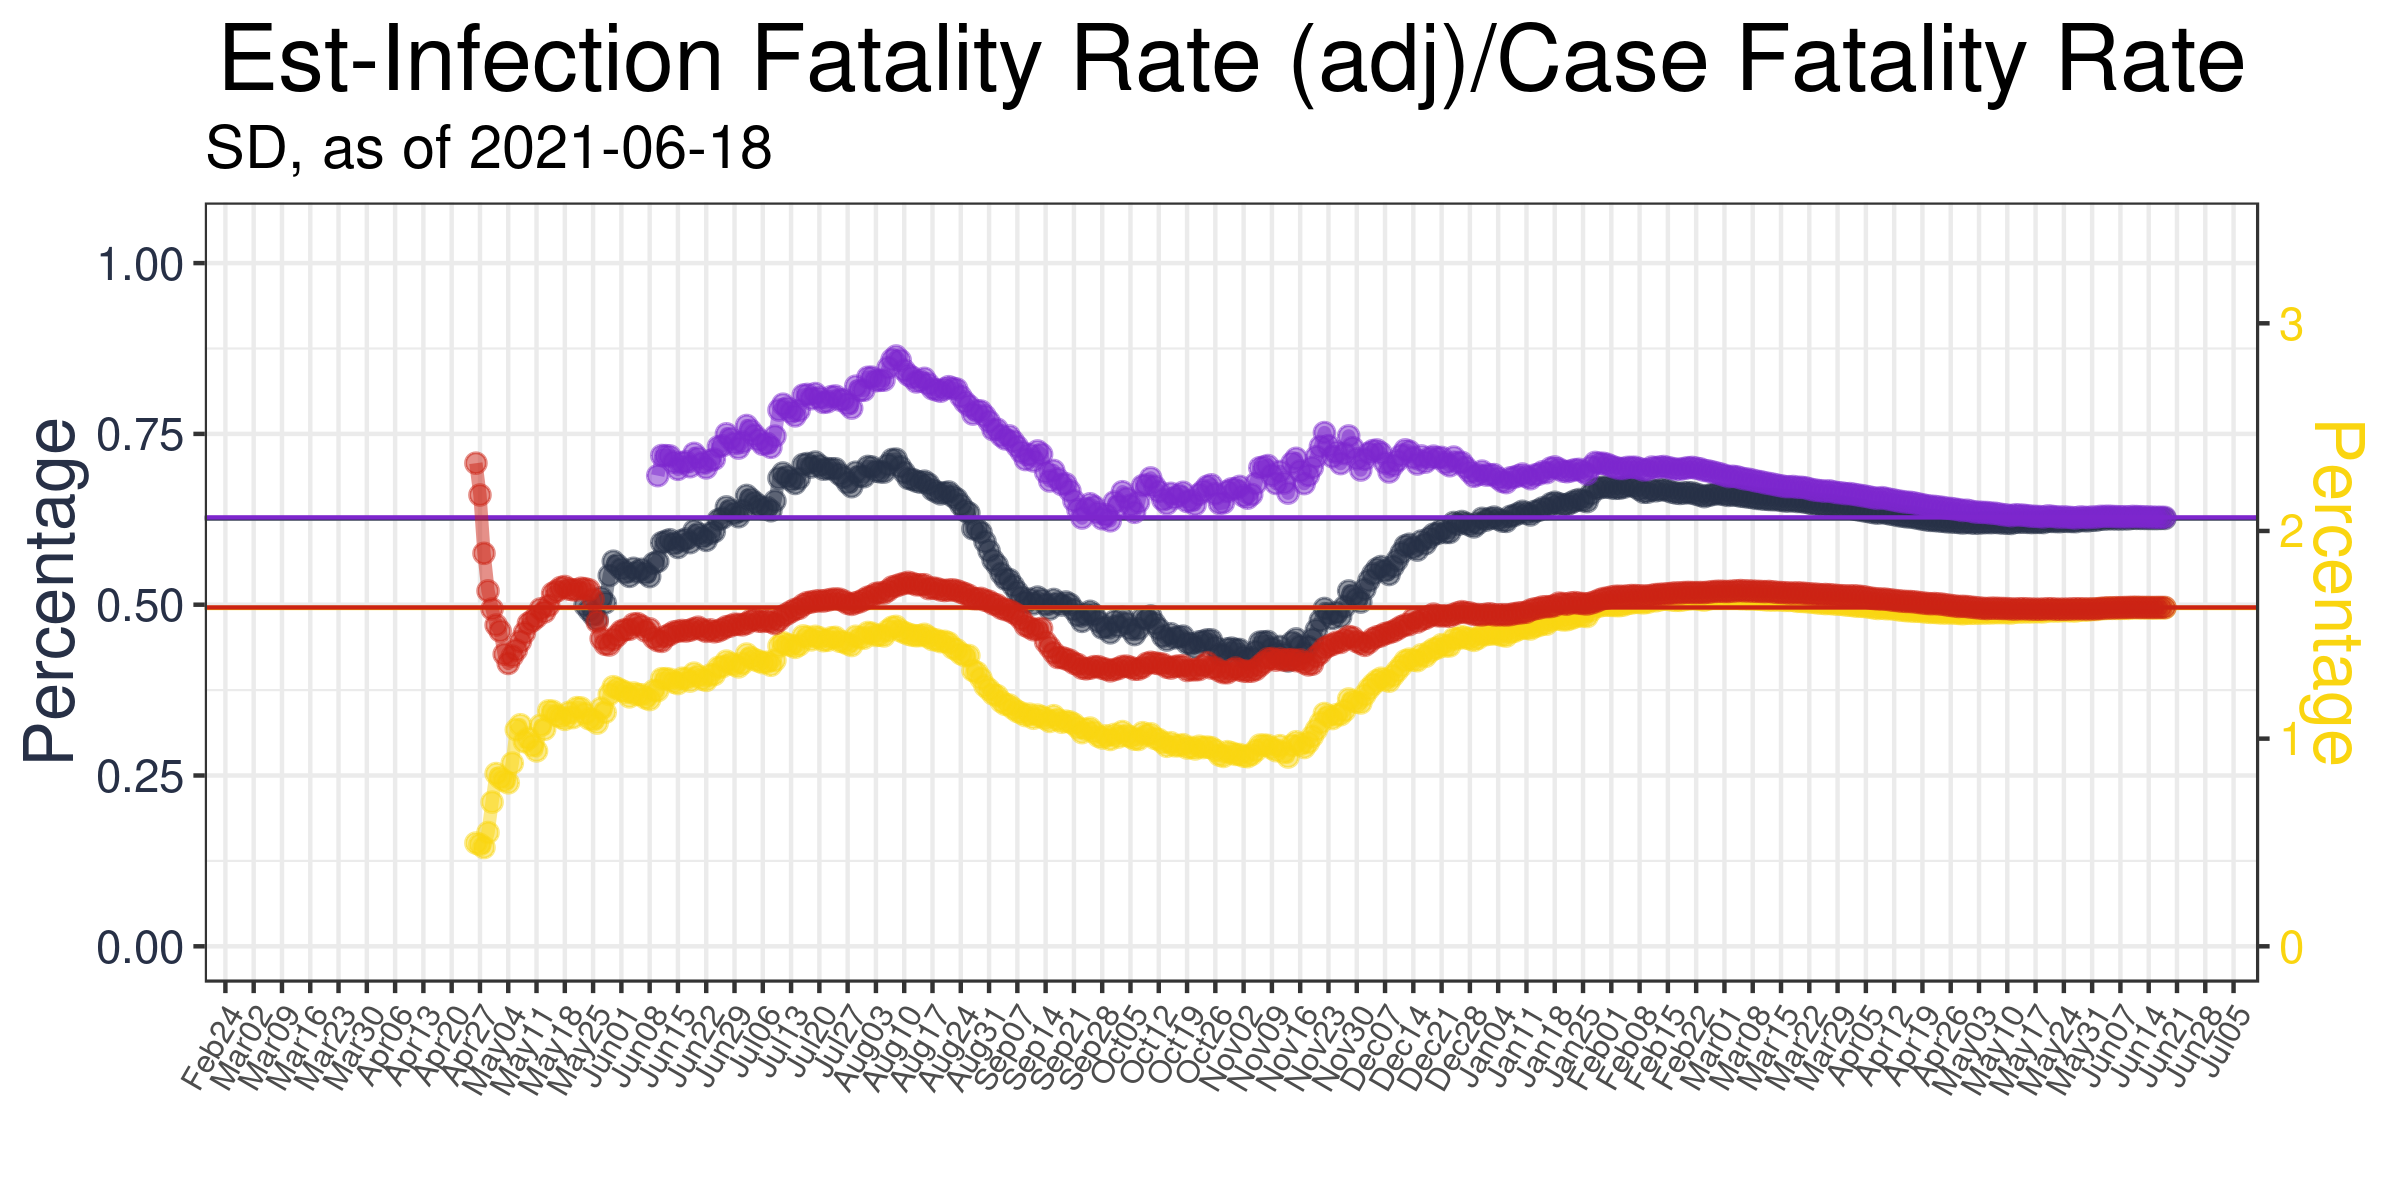 Est-Infection Fatality Rate (adj)/Case Fatality Rate
SD, as of 2021-06-18
Percentage
1.00
0.75
0.50
0.25
0.00
3
2
1
0
Percentage
Feb24
Mar02
Mar09
Mar16
Mar23
Mar30
Apr06
Apr13
Apr20
Apr27
May04
May11
May18
May25
Jun01
Jun08
Jun15
Jun22
Jun29
Jul06
Jul13
Jul20
Jul27
Aug03
Aug10
Aug17
Aug24
Aug31
Sep07
Sep14
Sep21
Sep28
Oct05
Oct12
Oct19
Oct26
Nov02
Nov09
Nov16
Nov23
Nov30
Dec07
Dec14
Dec21
Dec28
Jan04
Jan11
Jan18
Jan25
Feb01
Feb08
Feb15
Feb22
Mar01
Mar08
Mar15
Mar22
Mar29
Apr05
Apr12
Apr19
Apr26
May03
May10
May17
May24
May31
Jun07
Jun14
Jun21
Jun28
Jul05